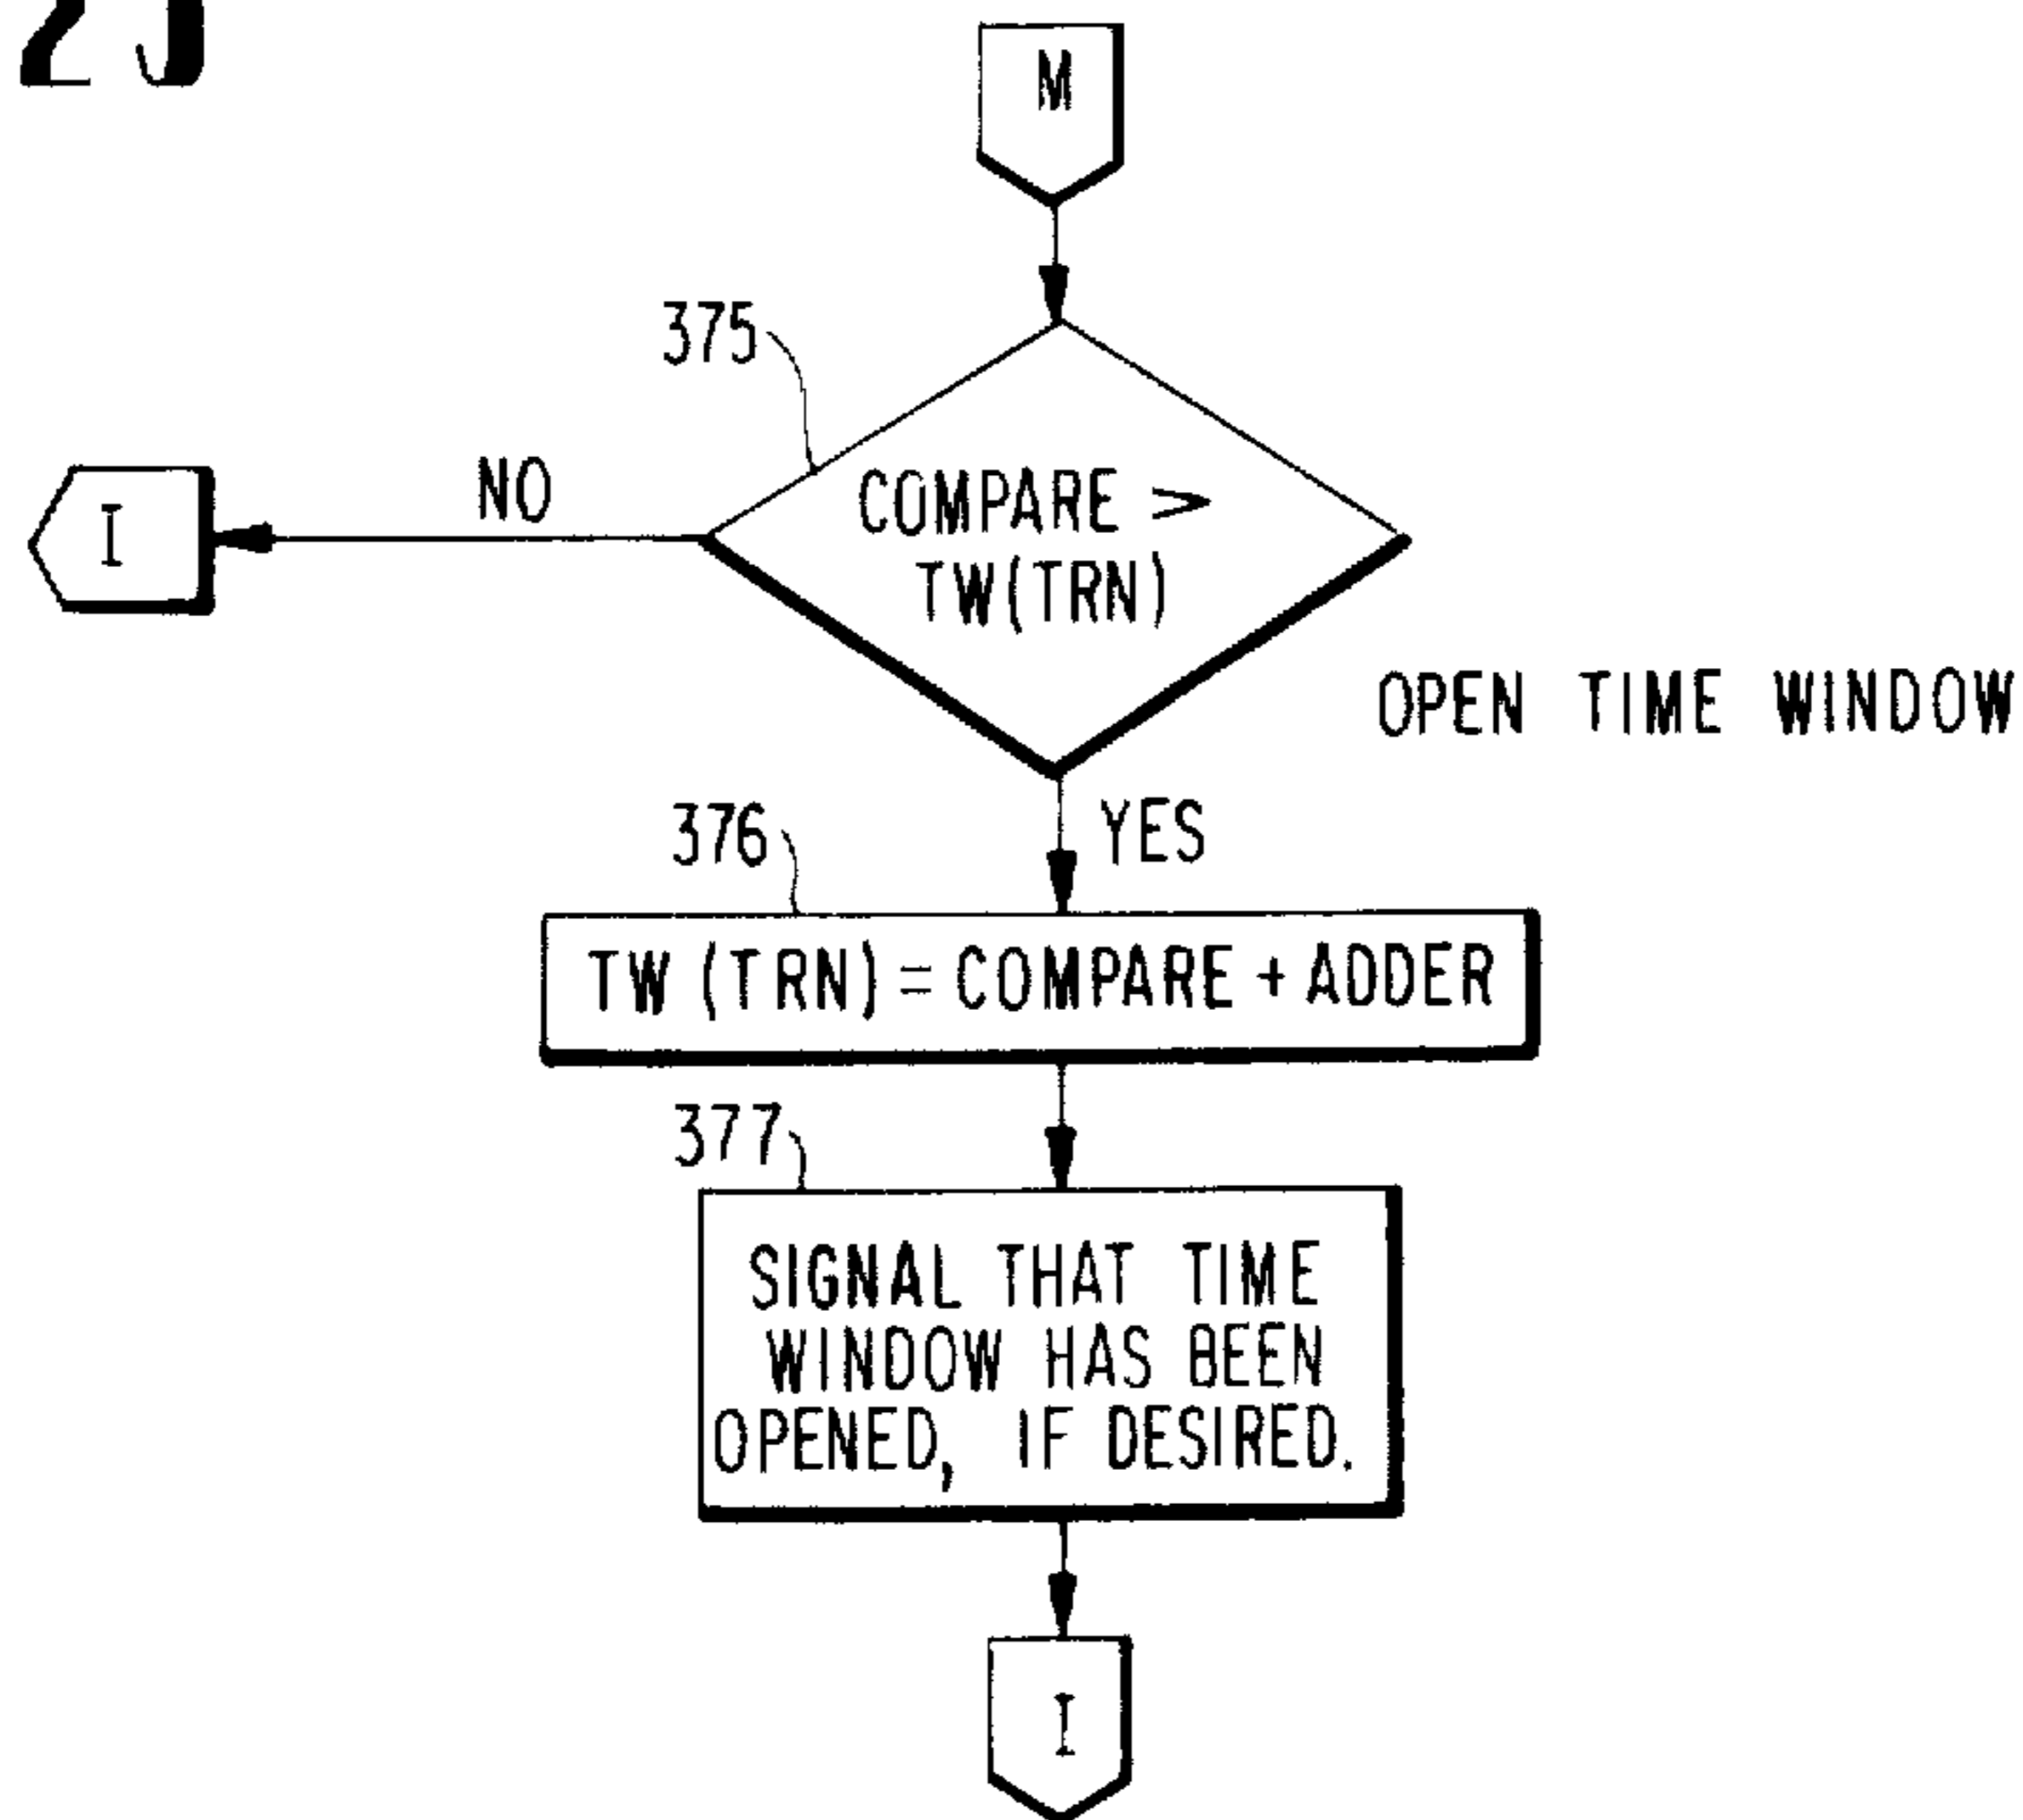 M
375
NO
I
COMPARE >
TW(TRN)
OPEN TIME WINDOW
376
YES
TW (TRN) = COMPARE + ADDER
377
SIGNAL THAT TIME
WINDOW HAS BEEN
OPENED, IF DESIRED.
I